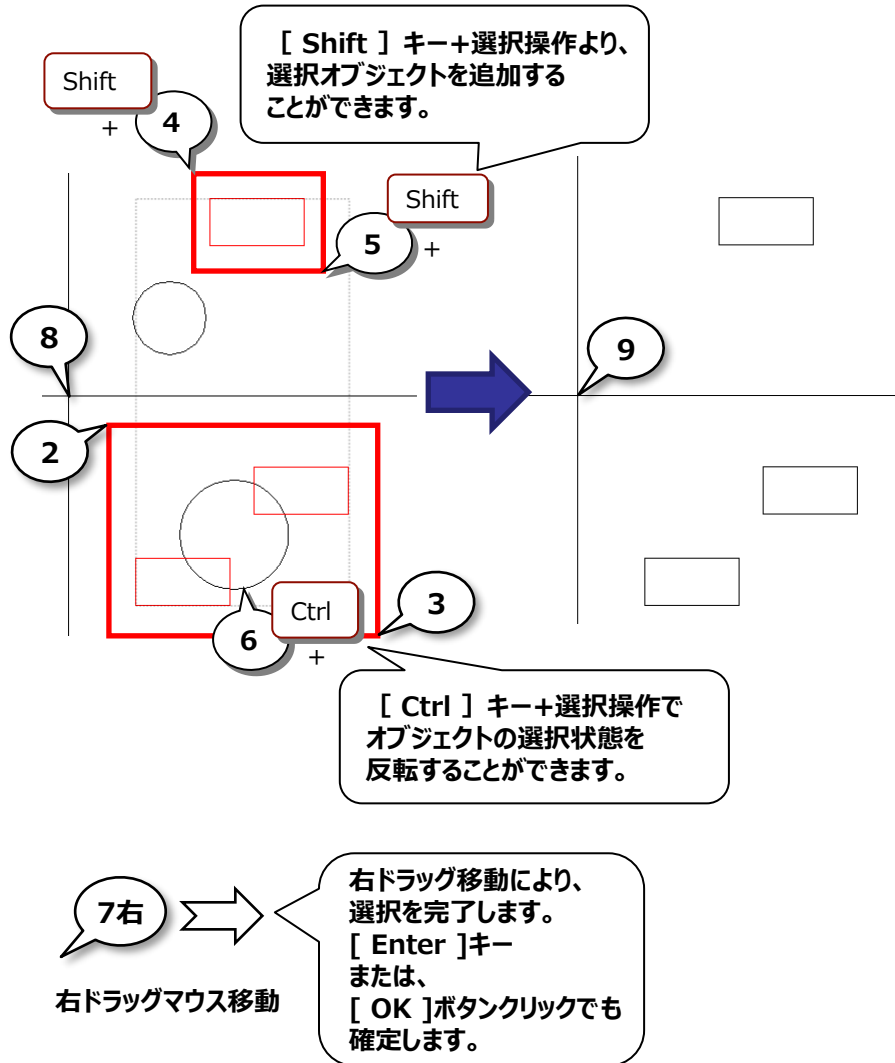 ［ Shift ］キー+選択操作より、
選択オブジェクトを追加する
ことができます。
Shift
+
4
Shift
5
+
8
9
2
Ctrl
3
6
+
［ Ctrl ］キー+選択操作で
オブジェクトの選択状態を
反転することができます。
7右
右ドラッグマウス移動
右ドラッグ移動により、
選択を完了します。
[ Enter ]キー
または、
[ OK ]ボタンクリックでも
確定します。